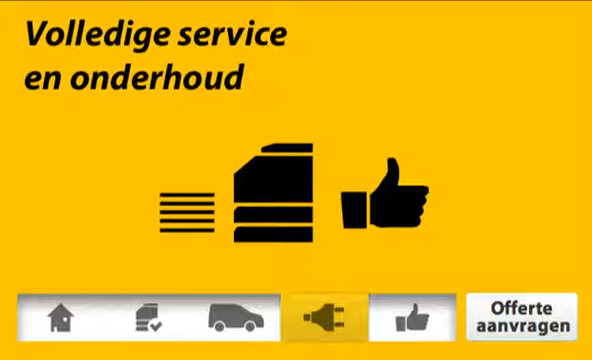 Volledige service
en onderhoud
Offerte
aanvragen